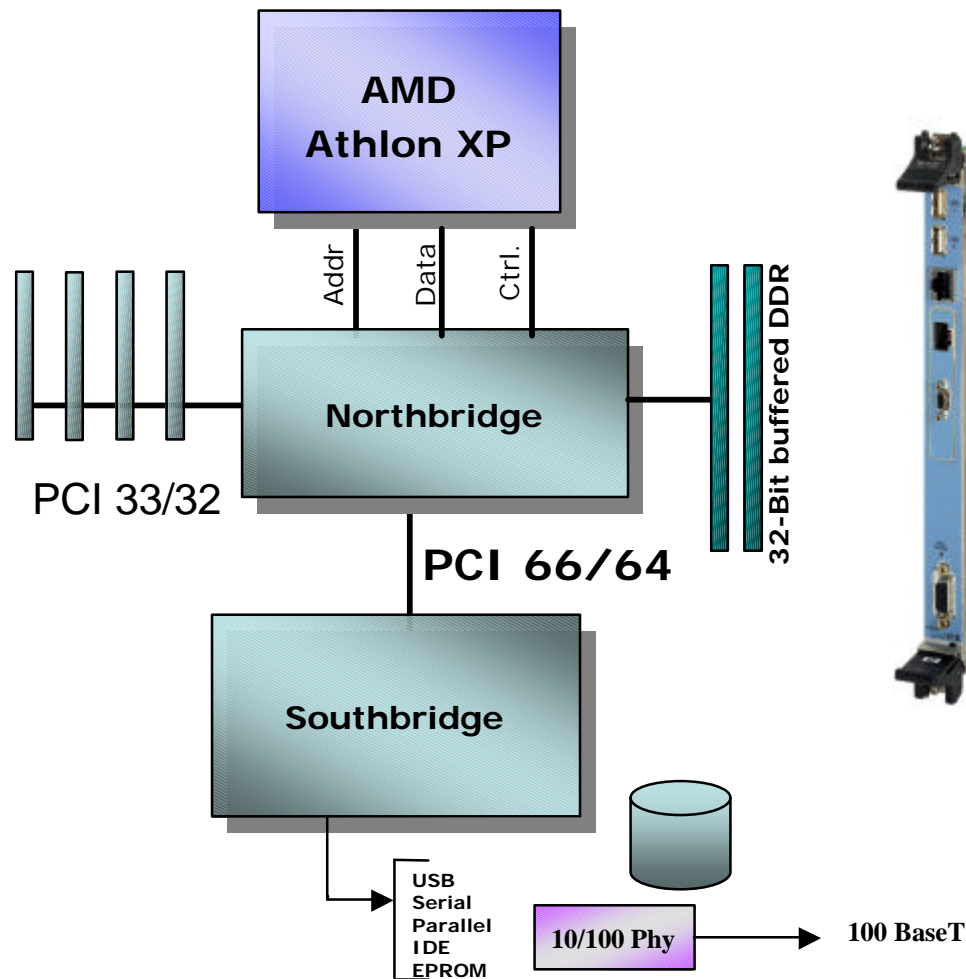 AMD
Athlon XP
Addr
Data
Ctrl.
Northbridge
PCI 33/32
32-Bit buffered DDR
PCI 66/64
Southbridge
USB
Serial
Parallel
IDE
EPROM
10/100 Phy
100 BaseT